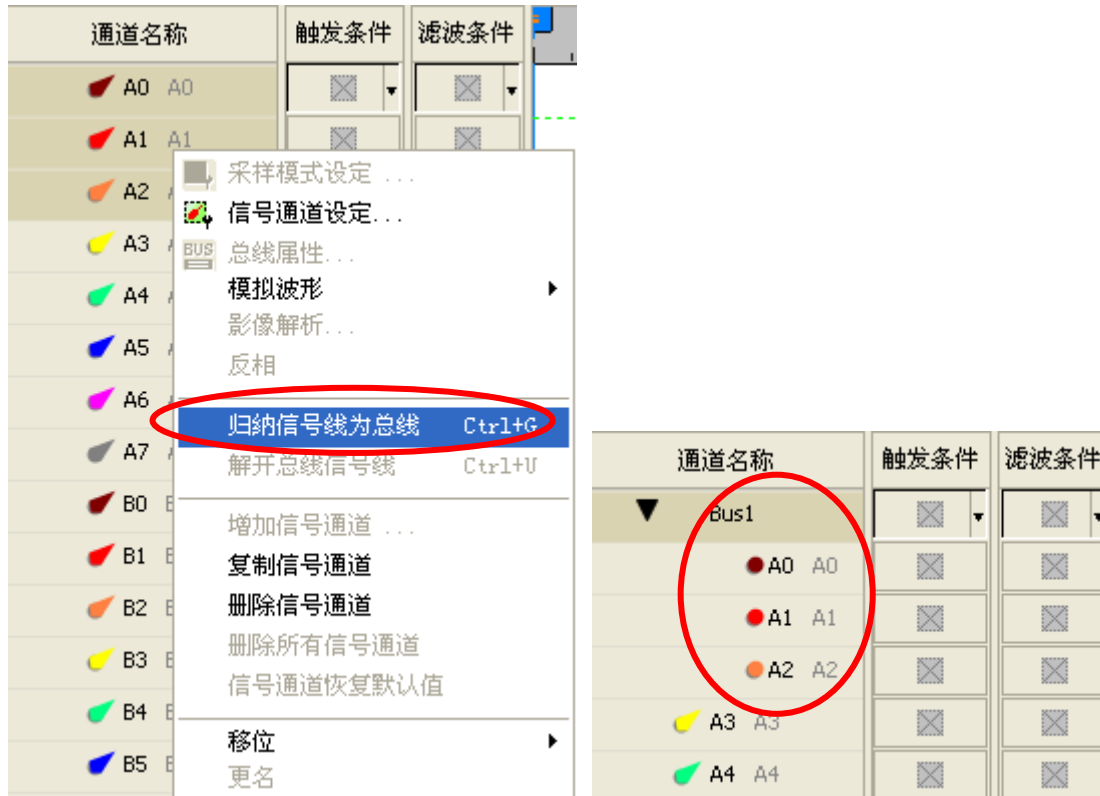 通道名称 触发条件 滤波条件
A0 A0
A1 A1
A2
A3
A4
A5
A6
A7
B0
B1
B2
B3
B4
B5
采样模式设定 ...
信号通道设定...
BUS 总线属性...
模拟波形
影像解析...
反相
归纳信号线为总线 Ctrl+G
解开总线信号线 Ctrl+U
增加信号通道 ...
复制信号通道
删除信号通道
删除所有信号通道
信号通道恢复默认值
移位
更名
通道名称 触发条件 滤波条件
Bus1
A0 A0
A1 A1
A2 A2
A3 A3
A4 A4